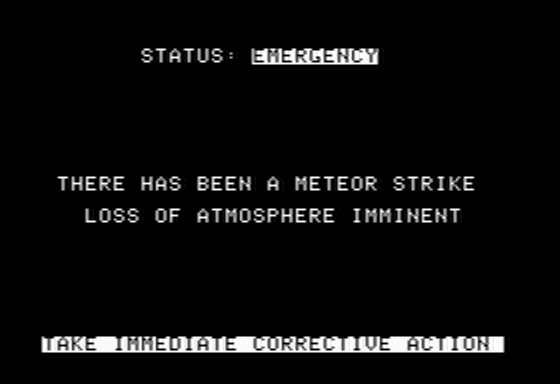 STATUS: EMERGENCY
THERE HAS BEEN A METEOR STRIKE
LOSS OF ATMOSPHERE IMMINENT
TAKE IMMEDIATE CORRECTIVE ACTION